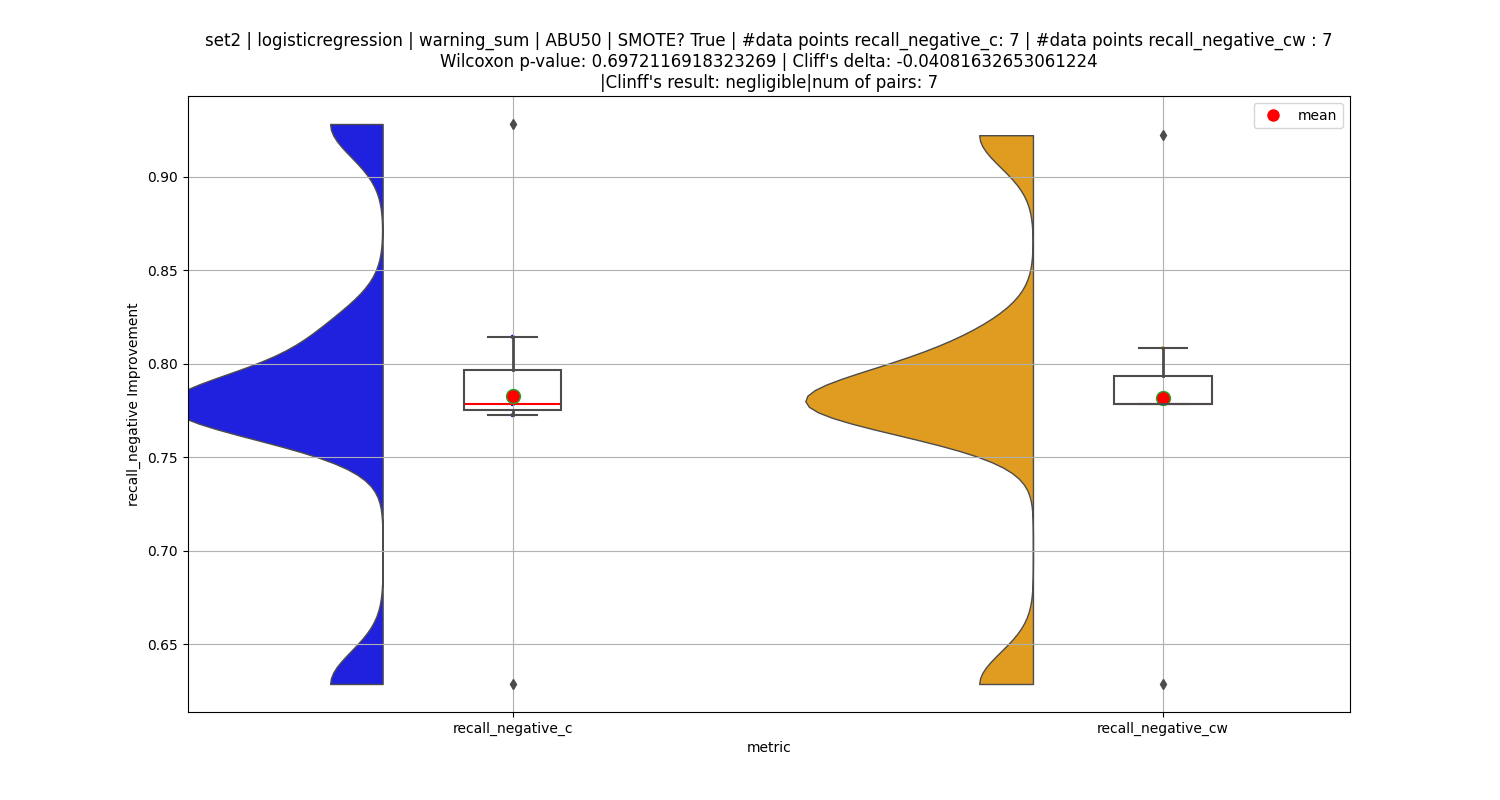 set2 | logisticregression | warning_sum | ABU50 | SMOTE? True | #data points recall_negative_c: 7 | #data points recall_negative_cw : 7
Wilcoxon p-value: 0.6972116918323269 | Cliff's delta: -0.04081632653061224
|Clinff's result: negligible|num of pairs: 7
mean
0.90
0.85
0.80
0.75
0.70
0.65
recall_negative Improvement
recall_negative_c
recall_negative_cw
metric